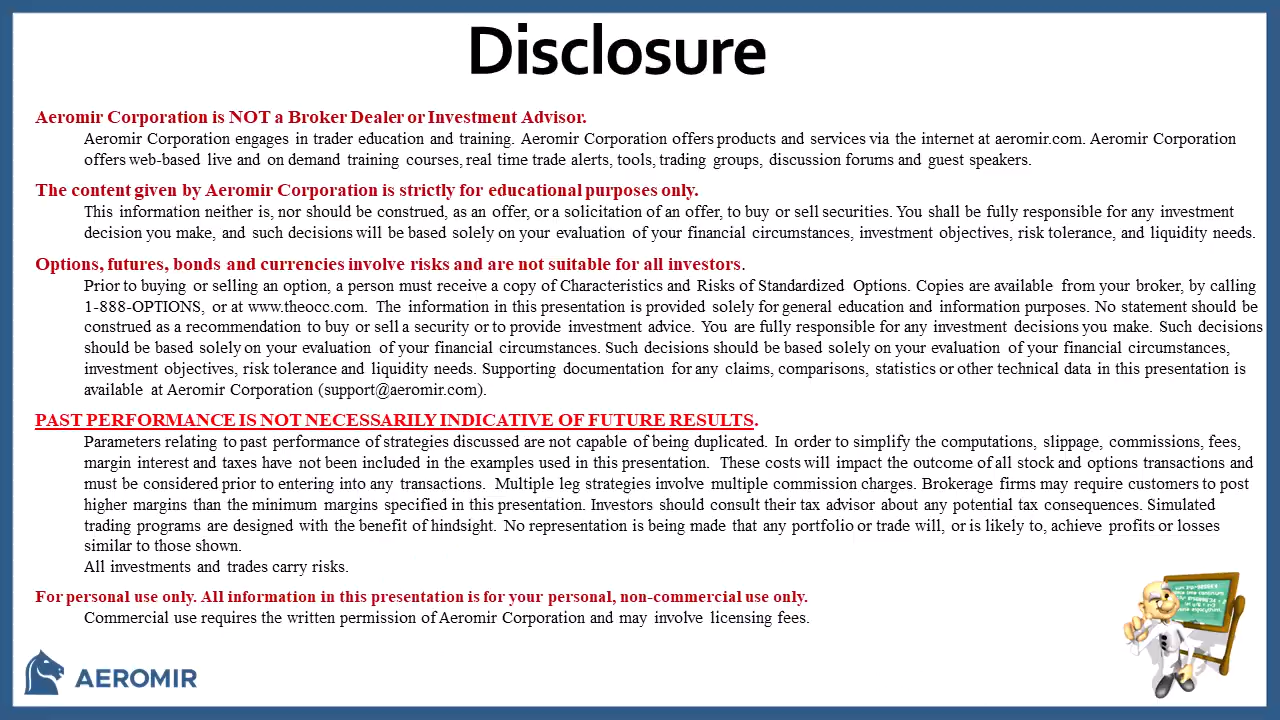 Disclosure
Aeromir Corporation is NOT a Broker Dealer or Investment Advisor.
Aeromir Corporation engages in trader education and training. Aeromir Corporation offers products and services via the internet at aeromir.com. Aeromir Corporation
offers web-based live and on demand training courses, real time trade alerts, tools, trading groups, discussion forums and guest speakers.
The content given by Aeromir Corporation is strictly for educational purposes only.
This information neither is, nor should be construed, as an offer, or a solicitation of an offer, to buy or sell securities. You shall be fully responsible for any investment
decision you make, and such decisions will be based solely on your evaluation of your financial circumstances, investment objectives, risk tolerance, and liquidity needs.
Options, futures, bonds and currencies involve risks and are not suitable for all investors.
Prior to buying or selling an option, a person must receive a copy of Characteristics and Risks of Standardized Options. Copies are available from your broker, by calling
1-888-OPTIONS, or at www.theocc.com. The information in this presentation is provided solely for general education and information purposes. No statement should be
construed as a recommendation to buy or sell a security or to provide investment advice. You are fully responsible for any investment decisions you make. Such decisions
should be based solely on your evaluation of your financial circumstances. Such decisions should be based solely on your evaluation of your financial circumstances,
investment objectives, risk tolerance and liquidity needs. Supporting documentation for any claims, comparisons, statistics or other technical data in this presentation is
available at Aeromir Corporation (support@aeromir.com).
PAST PERFORMANCE IS NOT NECESSARILY INDICATIVE OF FUTURE RESULTS.
Parameters relating to past performance of strategies discussed are not capable of being duplicated. In order to simplify the computations, slippage, commissions, fees,
margin interest and taxes have not been included in the examples used in this presentation. These costs will impact the outcome of all stock and options transactions and
must be considered prior to entering into any transactions. Multiple leg strategies involve multiple commission charges. Brokerage firms may require customers to post
higher margins than the minimum margins specified in this presentation. Investors should consult their tax advisor about any potential tax consequences. Simulated
trading programs are designed with the benefit of hindsight. No representation is being made that any portfolio or trade will, or is likely to, achieve profits or losses
similar to those shown.
All investments and trades carry risks.
For personal use only. All information in this presentation is for your personal, non-commercial use only.
Commercial use requires the written permission of Aeromir Corporation and may involve licensing fees.
AEROMIR